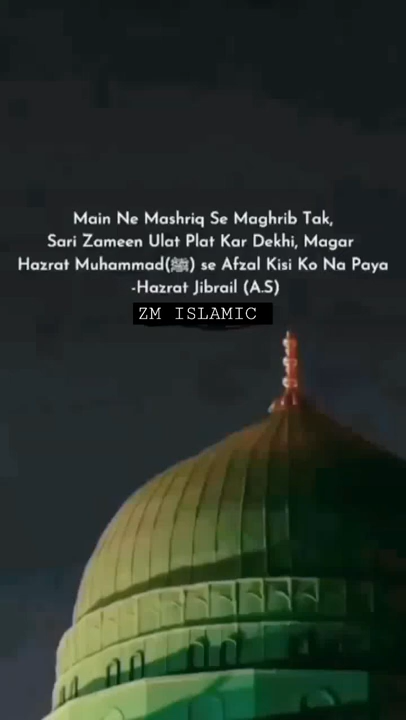 Main Ne Mashriq Se Maghrib Tak,
Sari Zameen Ulat Plat Kar Dekhi, Magar
Hazrat Muhammad(ﷺ) se Afzal Kisi Ko Na Paya
-Hazrat Jibrail (A.S)
ZM ISLAMIC